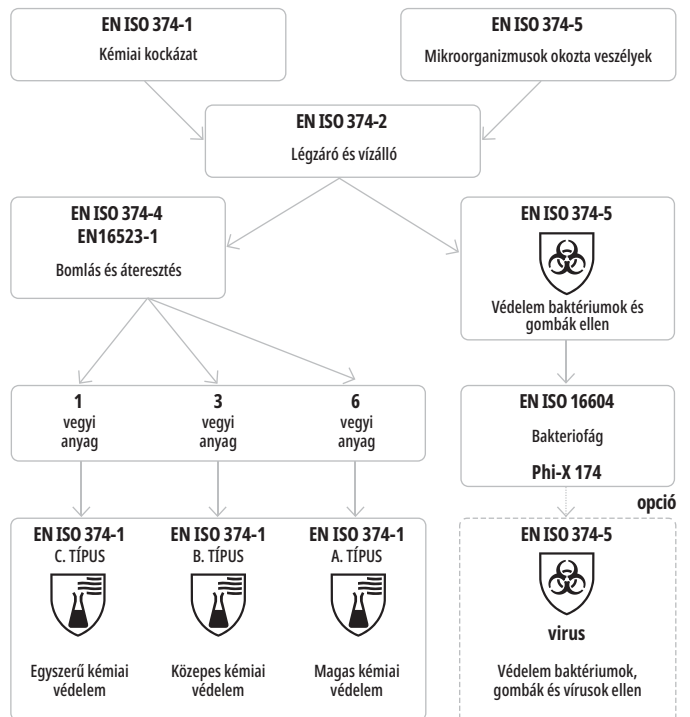 EN ISO 374-1
Kémiai kockázat
EN ISO 374-5
Mikroorganizmusok okozta veszélyek
EN ISO 374-2
Légzáró és vízálló
EN ISO 374-4
EN16523-1
Bomlás és áteresztés
EN ISO 374-5
Védelem baktériumok és
gombák ellen
1
vegyi
anyag
3
vegyi
anyag
6
vegyi
anyag
EN ISO 16604
Bakteriofág
Phi-X 174
opció
EN ISO 374-1
C. TÍPUS
Egyszerű kémiai
védelem
EN ISO 374-1
B. TÍPUS
Közepes kémiai
védelem
EN ISO 374-1
A. TÍPUS
Magas kémiai
védelem
EN ISO 374-5
virus
Védelem baktériumok,
gombák és vírusok ellen